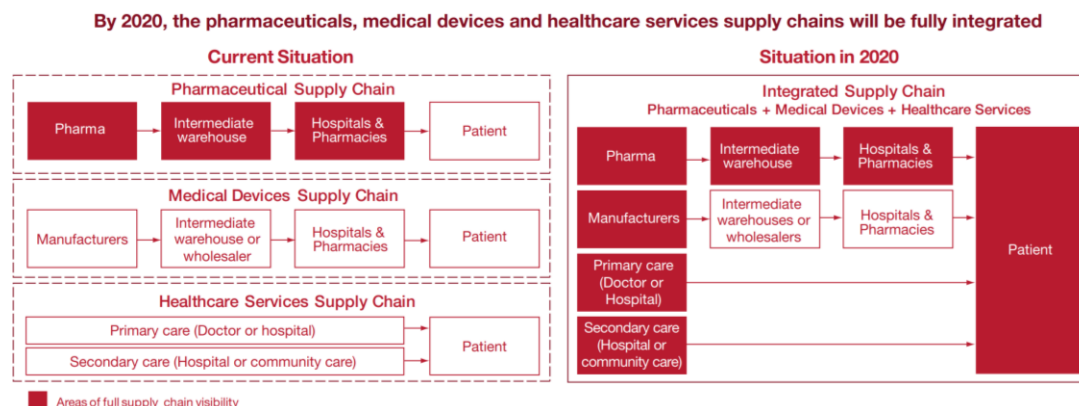 By 2020, the pharmaceuticals, medical devices and healthcare services supply chains will be fully integrated
Current Situation
Pharmaceutical Supply Chain
Pharma
Intermediate
warehouse
Hospitals &
Pharmacies
Patient
Medical Devices Supply Chain
Manufacturers
Intermediate
warehouse or
wholesaler
Hospitals &
Pharmacies
Patient
Healthcare Services Supply Chain
Primary care (Doctor or hospital)
Secondary care (Hospital or community care)
Patient
Areas of full supply chain visibility
Situation in 2020
Integrated Supply Chain
Pharmaceuticals + Medical Devices + Healthcare Services
Pharma
Intermediate
warehouse
Hospitals &
Pharmacies
Manufacturers
Intermediate
warehouses or
wholesalers
Hospitals &
Pharmacies
Primary care
(Doctor or
Hospital)
Secondary care
(Hospital or
community care)
Patient